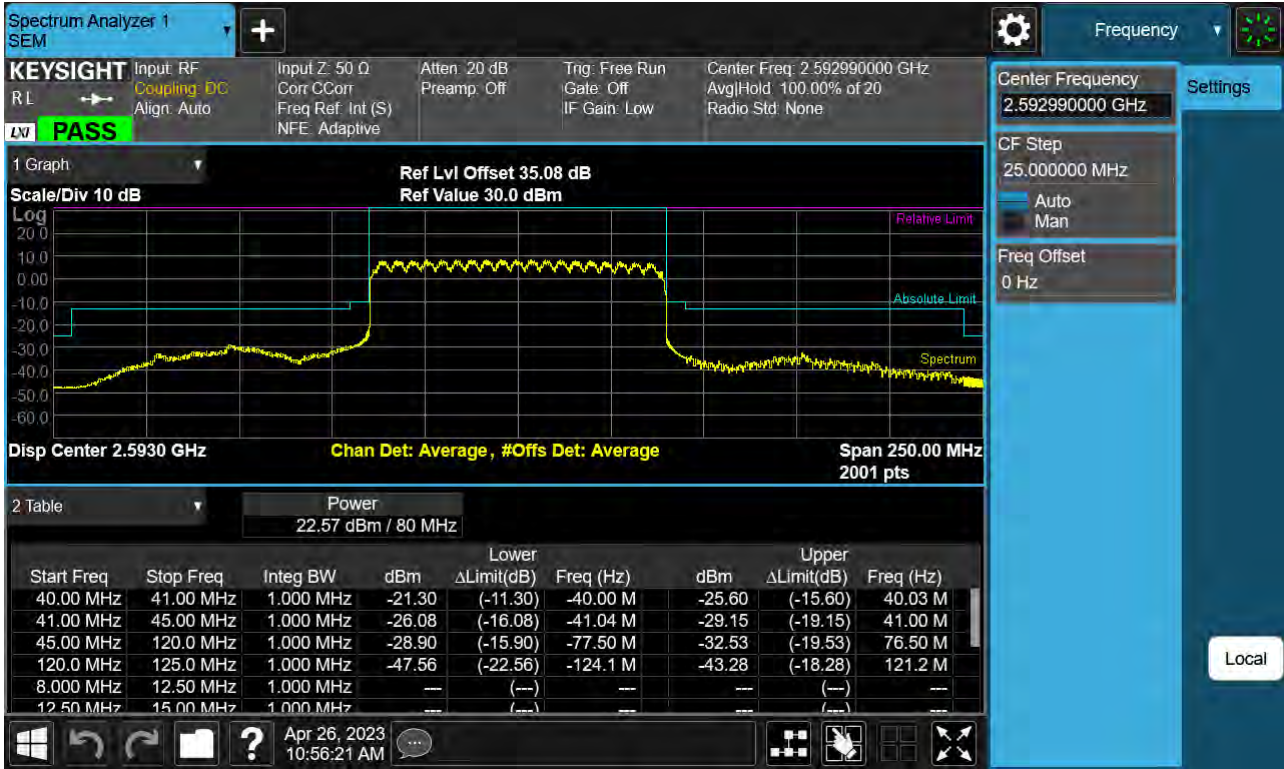 Spectrum Analyzer 1
SEM
Frequency
KEYSIGHT
Input: RF
Coupling: DC
Align: Auto
Input Z: 50 Ω
Corr CCorr
Freq Ref: Int (S)
NFE: Adaptive
Atten: 20 dB
Preamp: Off
Trig: Free Run
Gate: Off
IF Gain: Low
Center Freq: 2.592990000 GHz
Avg|Hold: 100.00% of 20
Radio Std: None
R L
LXI
PASS
Center Frequency
2.592990000 GHz
Settings
CF Step
25.000000 MHz
Auto
Man
Freq Offset
0 Hz
Local
1 Graph
Ref Lvl Offset 35.08 dB
Scale/Div 10 dB
Ref Value 30.0 dBm
Log
20.0
10.0
0.00
-10.0
-20.0
-30.0
-40.0
-50.0
-60.0
Relative Limit
Absolute Limit
Spectrum
Disp Center 2.5930 GHz
Chan Det: Average , #Offs Det: Average
Span 250.00 MHz
2001 pts
2 Table
Power
22.57 dBm / 80 MHz
Lower Upper
Start Freq Stop Freq Integ BW dBm ΔLimit(dB) Freq (Hz) dBm ΔLimit(dB) Freq (Hz)
40.00 MHz 41.00 MHz 1.000 MHz -21.30 (-11.30) -40.00 M -25.60 (-15.60) 40.03 M
41.00 MHz 45.00 MHz 1.000 MHz -26.08 (-16.08) -41.04 M -29.15 (-19.15) 41.00 M
45.00 MHz 120.0 MHz 1.000 MHz -28.90 (-15.90) -77.50 M -32.53 (-19.53) 76.50 M
120.0 MHz 125.0 MHz 1.000 MHz -47.56 (-22.56) -124.1 M -43.28 (-18.28) 121.2 M
8.000 MHz 12.50 MHz 1.000 MHz --- (---) --- --- (---) ---
12.50 MHz 15.00 MHz 1.000 MHz --- (---) --- --- (---) ---
?
Apr 26, 2023
10:56:21 AM